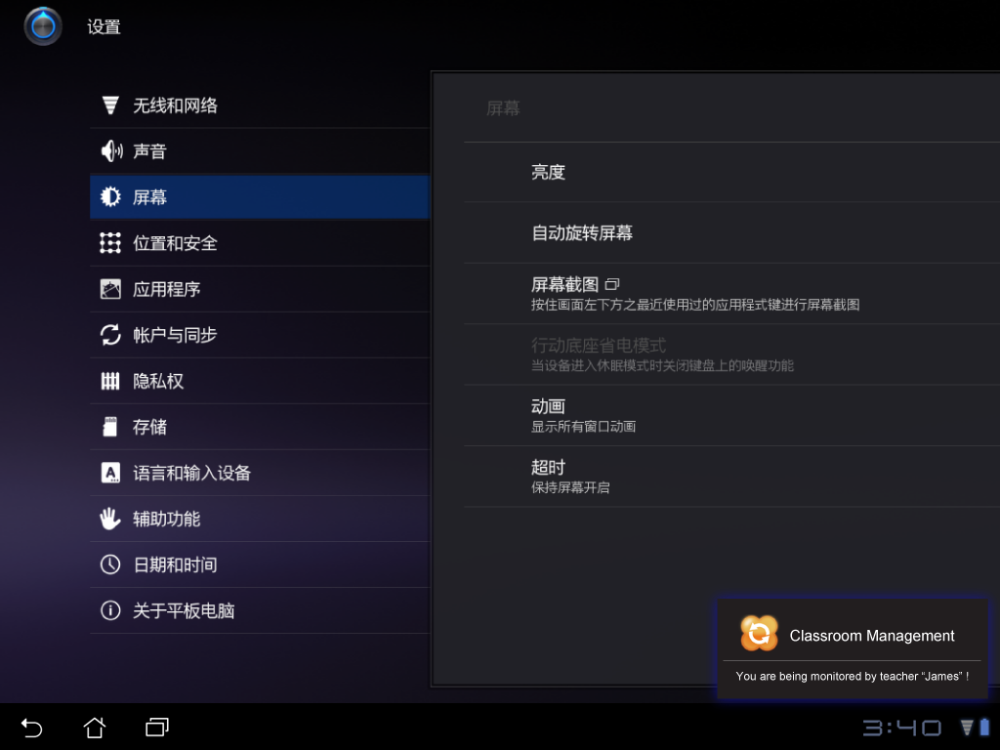 设置
无线和网络
声音
屏幕
位置和安全
应用程序
帐户与同步
隐私权
存储
语言和输入设备
辅助功能
日期和时间
关于平板电脑
屏幕
亮度
自动旋转屏幕
屏幕截图
按住画面左下方之最近使用过的应用程式键进行屏幕截图
行动底座省电模式
当设备进入休眠模式时关闭键盘上的唤醒功能
动画
显示所有窗口动画
超时
保持屏幕开启
Classroom Management
You are being monitored by teacher “James” !
3:40